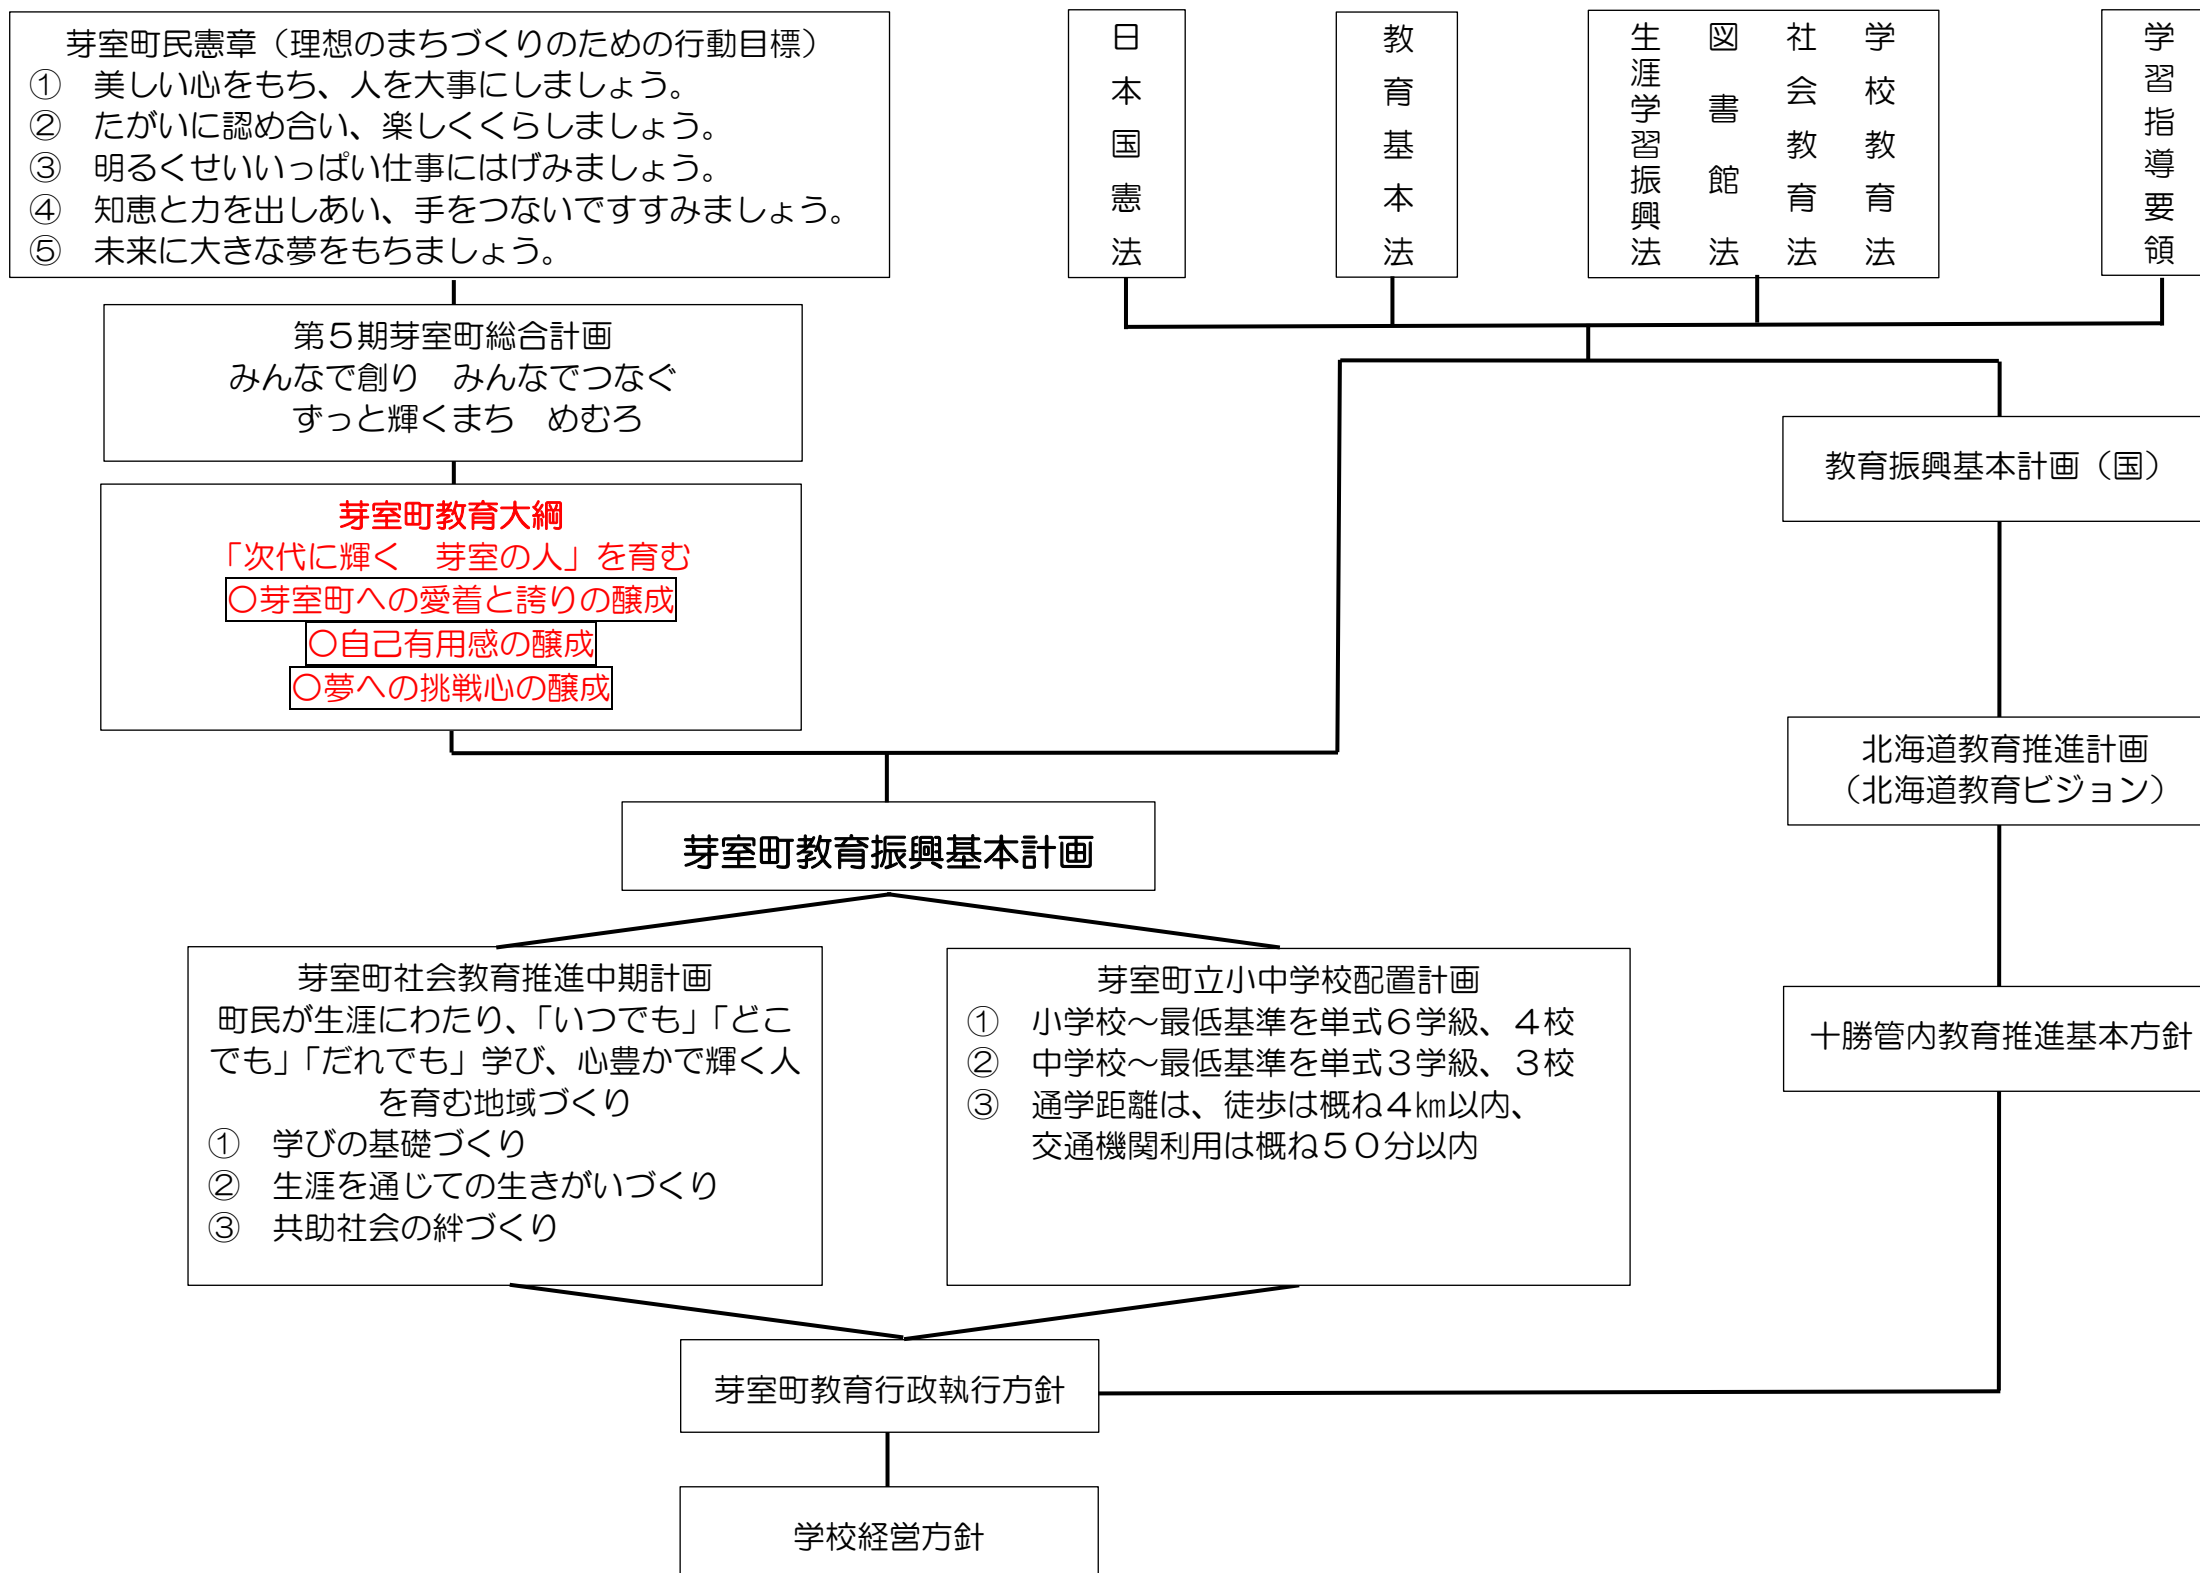 芽室町民憲章（理想のまちづくりのための行動目標）
①　美しい心をもち、人を大事にしましょう。
②　たがいに認め合い、楽しくくらしましょう。
③　明るくせいいっぱい仕事にはげみましょう。
④　知恵と力を出しあい、手をつないですすみましょう。
⑤　未来に大きな夢をもちましょう。
日本国憲法
教育基本法
学校教育法
社会教育法
図書館法
生涯学習振興法
学習指導要領
第５期芽室町総合計画
みんなで創り　みんなでつなぐ
ずっと輝くまち　めむろ
芽室町教育大綱
「次代に輝く　芽室の人」を育む
○芽室町への愛着と誇りの醸成
○自己有用感の醸成
○夢への挑戦心の醸成
教育振興基本計画（国）
北海道教育推進計画
（北海道教育ビジョン）
芽室町教育振興基本計画
芽室町社会教育推進中期計画
町民が生涯にわたり、「いつでも」「どこ
でも」「だれでも」学び、心豊かで輝く人
を育む地域づくり
①　学びの基礎づくり
②　生涯を通じての生きがいづくり
③　共助社会の絆づくり
芽室町立小中学校配置計画
①　小学校～最低基準を単式６学級、４校
②　中学校～最低基準を単式３学級、３校
③　通学距離は、徒歩は概ね４㎞以内、
交通機関利用は概ね５０分以内
十勝管内教育推進基本方針
芽室町教育行政執行方針
学校経営方針